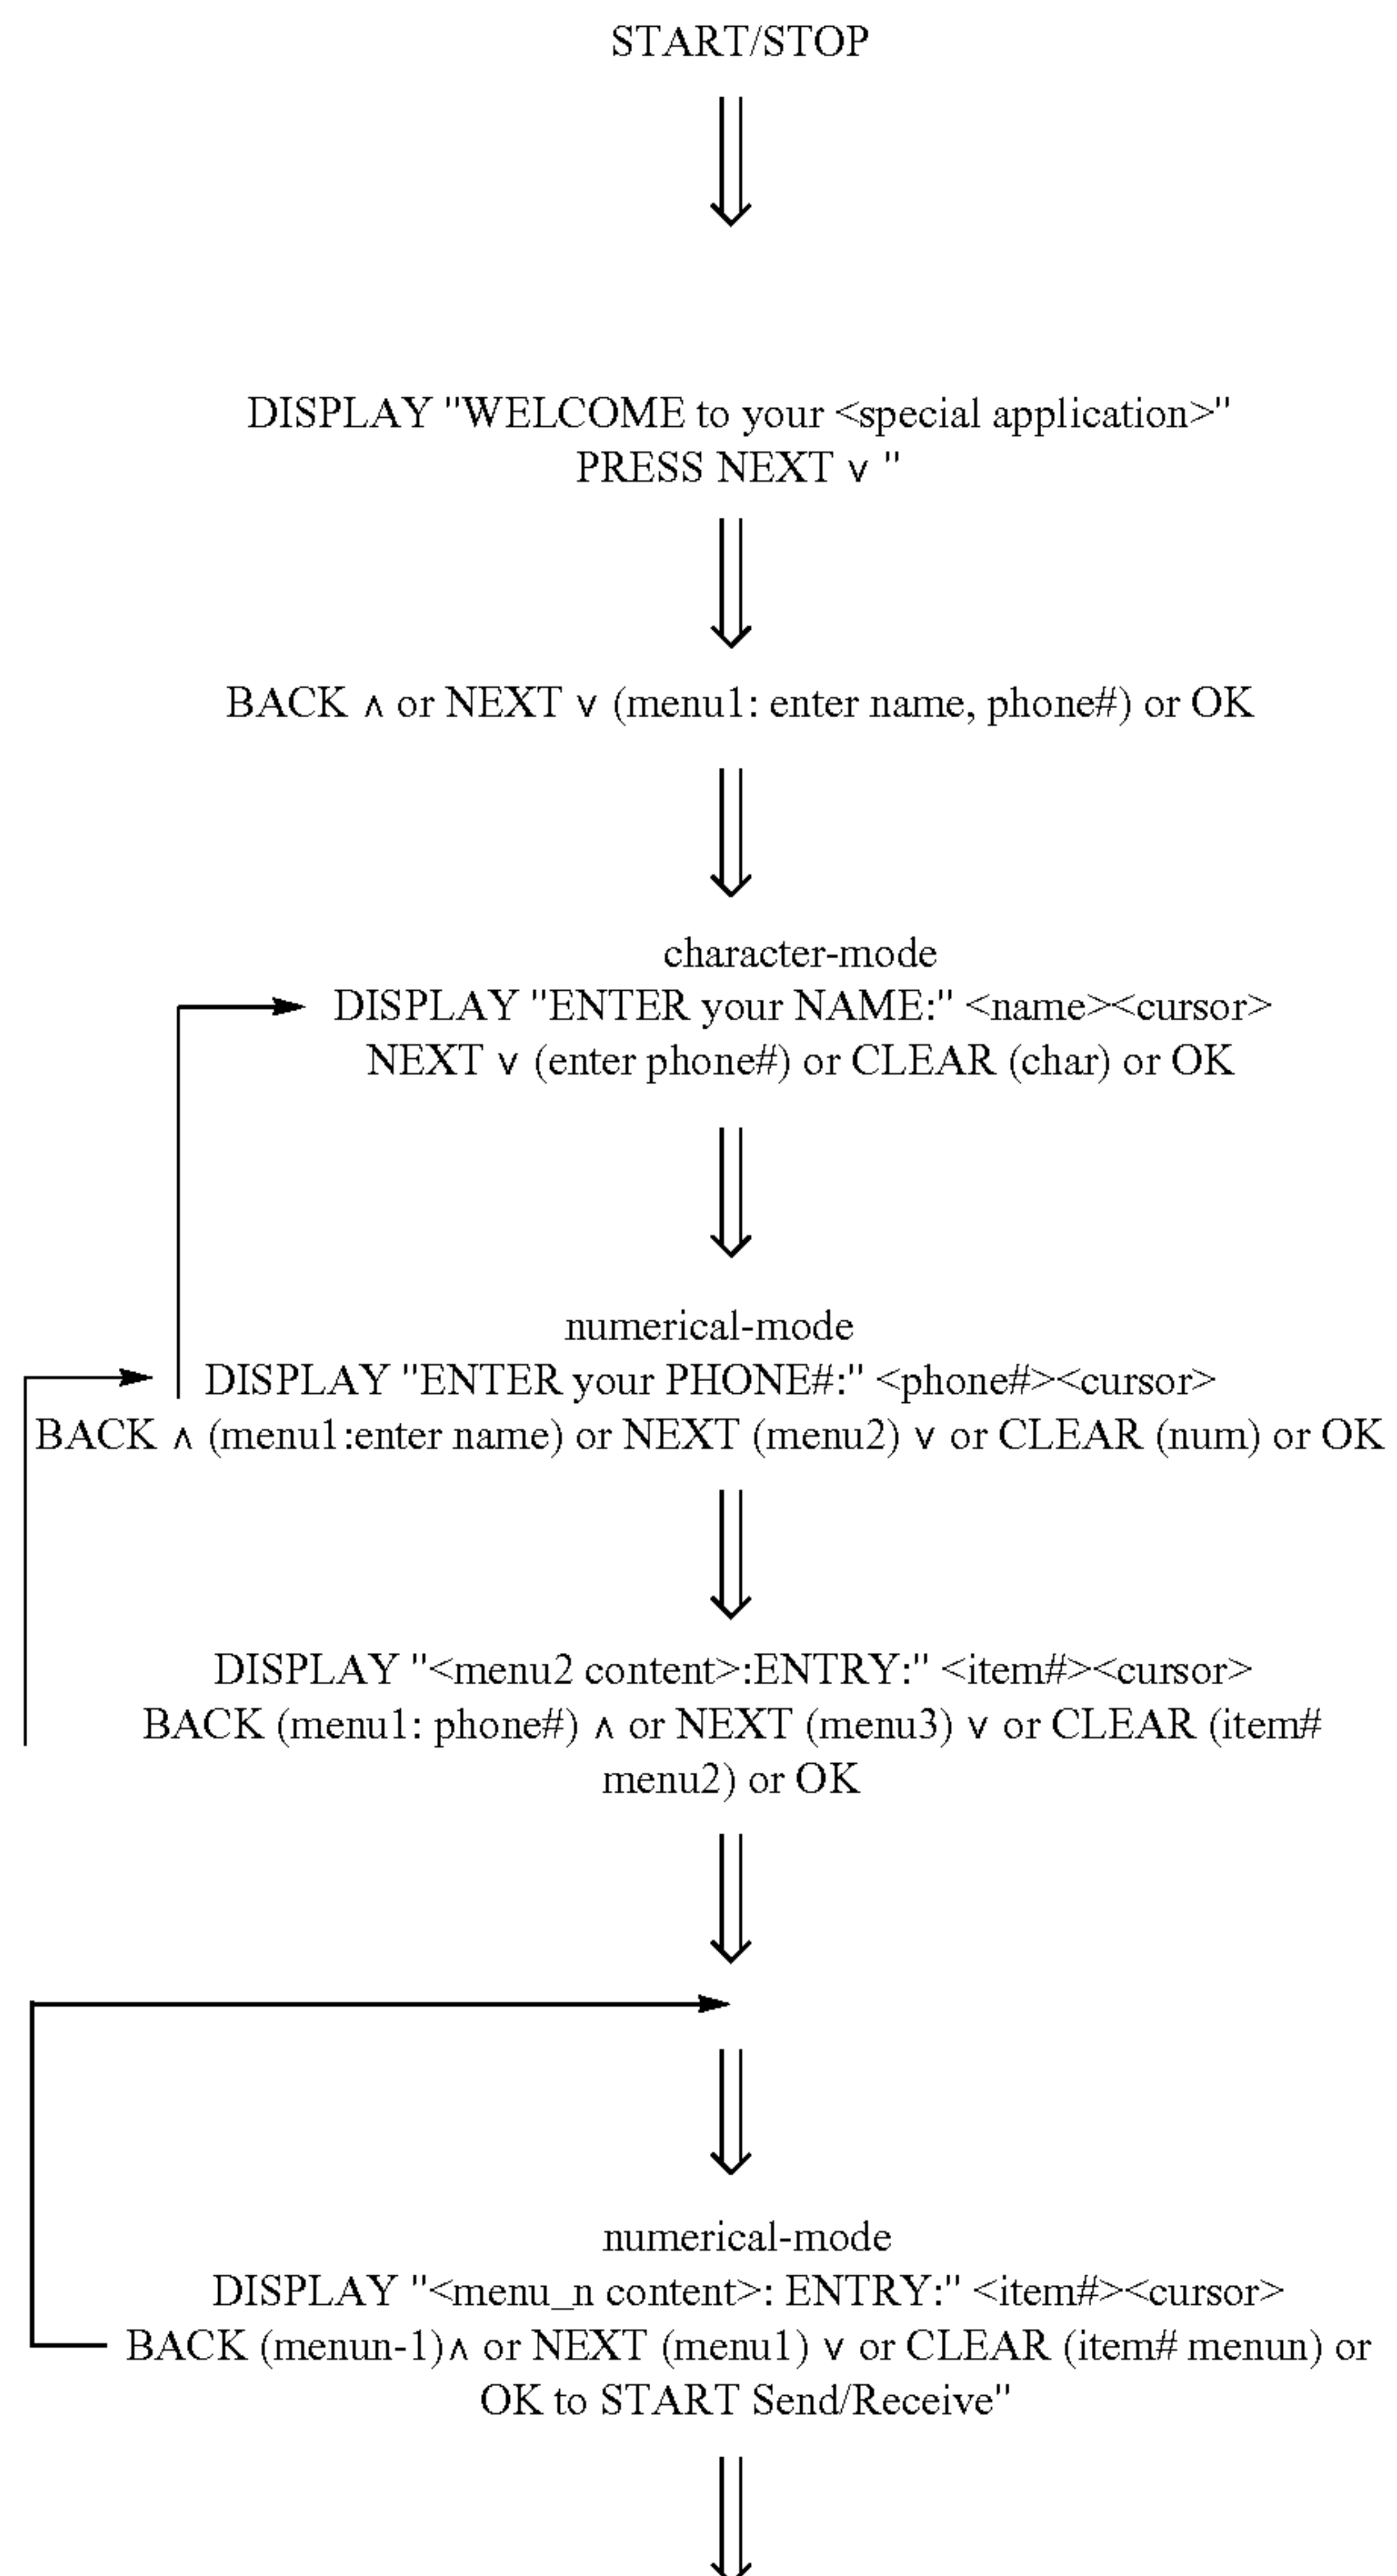 START/STOP
DISPLAY "WELCOME to your <special application>"
PRESS NEXT ∨ "
BACK ∧ or NEXT ∨ (menu1: enter name, phone#) or OK
character-mode
DISPLAY "ENTER your NAME:" <name><cursor>
NEXT ∨ (enter phone#) or CLEAR (char) or OK
numerical-mode
DISPLAY "ENTER your PHONE#:" <phone#><cursor>
BACK ∧ (menu1:enter name) or NEXT (menu2) ∨ or CLEAR (num) or OK
DISPLAY "<menu2 content>:ENTRY:" <item#><cursor>
BACK (menu1: phone#) ∧ or NEXT (menu3) ∨ or CLEAR (item#
menu2) or OK
numerical-mode
DISPLAY "<menu_n content>: ENTRY:" <item#><cursor>
BACK (menun-1)∧ or NEXT (menu1) ∨ or CLEAR (item# menun) or
OK to START Send/Receive"